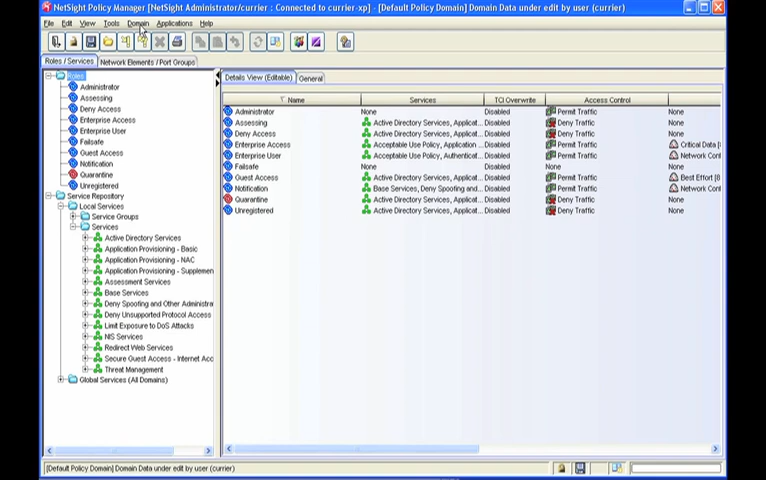 NetSight Policy Manager [NetSight Administrator/currier : Connected to currier-xp] - [Default Policy Domain] Domain Data under edit by user (currier)
File Edit View Tools Domain Applications Help
Roles / Services Network Elements / Port Groups
Roles
Administrator
Assessing
Deny Access
Enterprise Access
Enterprise User
Failsafe
Guest Access
Notification
Quarantine
Unregistered
Service Repository
Local Services
Service Groups
Services
Active Directory Services
Application Provisioning - Basic
Application Provisioning - NAC
Application Provisioning - Supplemen
Assessment Services
Base Services
Deny Spoofing and Other Administra
Deny Unsupported Protocol Access
Limit Exposure to DoS Attacks
NIS Services
Redirect Web Services
Secure Guest Access - Internet Acc
Threat Management
Global Services (All Domains)
Details View (Editable) General
Name Services TCI Overwrite Access Control
Administrator None Disabled Permit Traffic None
Assessing Active Directory Services, Applicat... Disabled Deny Traffic None
Deny Access Active Directory Services, Applicat... Disabled Deny Traffic None
Enterprise Access Acceptable Use Policy, Application ... Disabled Permit Traffic Critical Data [
Enterprise User Acceptable Use Policy, Authenticat... Disabled Permit Traffic Network Cont
Failsafe None Disabled None None
Guest Access Active Directory Services, Applicat... Disabled Permit Traffic Best Effort [8
Notification Base Services, Deny Spoofing and... Disabled Permit Traffic Network Cont
Quarantine Active Directory Services, Applicat... Disabled Deny Traffic None
Unregistered Active Directory Services, Applicat... Disabled Deny Traffic None
[Default Policy Domain] Domain Data under edit by user (currier)